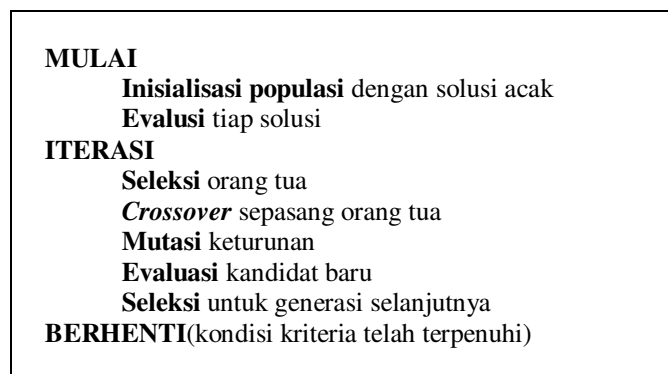 MULAI
Inisialisasi populasi dengan solusi acak
Evalusi tiap solusi
ITERASI
Seleksi orang tua
Crossover sepasang orang tua
Mutasi keturunan
Evaluasi kandidat baru
Seleksi untuk generasi selanjutnya
BERHENTI(kondisi kriteria telah terpenuhi)